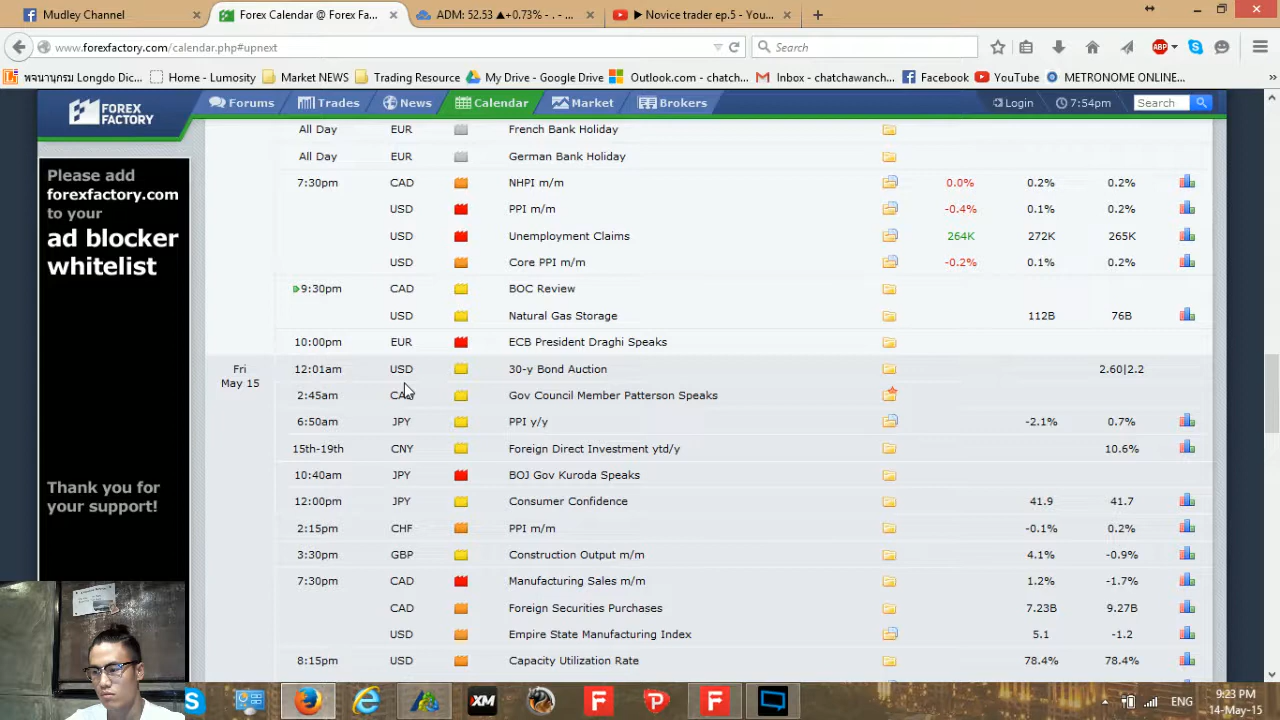 Mudley Channel
Forex Calendar @ Forex Fa...
ADM: 52.53 ▲+0.73% - . - ...
▶ Novice trader ep.5 - You...
www.forexfactory.com/calendar.php#upnext
Search
พจนานุกรม Longdo Dic...
Home - Lumosity
Market NEWS
Trading Resource
My Drive - Google Drive
Outlook.com - chatch...
Inbox - chatchawanch...
Facebook
YouTube
METRONOME ONLINE...
FOREX
FACTORY
Forums
Trades
News
Calendar
Market
Brokers
Login
7:54pm
Search
Please add
forexfactory.com
to your
ad blocker
whitelist
Thank you for
your support!
All Day EUR French Bank Holiday
All Day EUR German Bank Holiday
7:30pm CAD NHPI m/m 0.0% 0.2% 0.2%
USD PPI m/m -0.4% 0.1% 0.2%
USD Unemployment Claims 264K 272K 265K
USD Core PPI m/m -0.2% 0.1% 0.2%
9:30pm CAD BOC Review
USD Natural Gas Storage 112B 76B
10:00pm EUR ECB President Draghi Speaks
Fri
May 15
12:01am USD 30-y Bond Auction 2.60|2.2
2:45am CAD Gov Council Member Patterson Speaks
6:50am JPY PPI y/y -2.1% 0.7%
15th-19th CNY Foreign Direct Investment ytd/y 10.6%
10:40am JPY BOJ Gov Kuroda Speaks
12:00pm JPY Consumer Confidence 41.9 41.7
2:15pm CHF PPI m/m -0.1% 0.2%
3:30pm GBP Construction Output m/m 4.1% -0.9%
7:30pm CAD Manufacturing Sales m/m 1.2% -1.7%
CAD Foreign Securities Purchases 7.23B 9.27B
USD Empire State Manufacturing Index 5.1 -1.2
8:15pm USD Capacity Utilization Rate 78.4% 78.4%
XM
ENG
9:23 PM
14-May-15